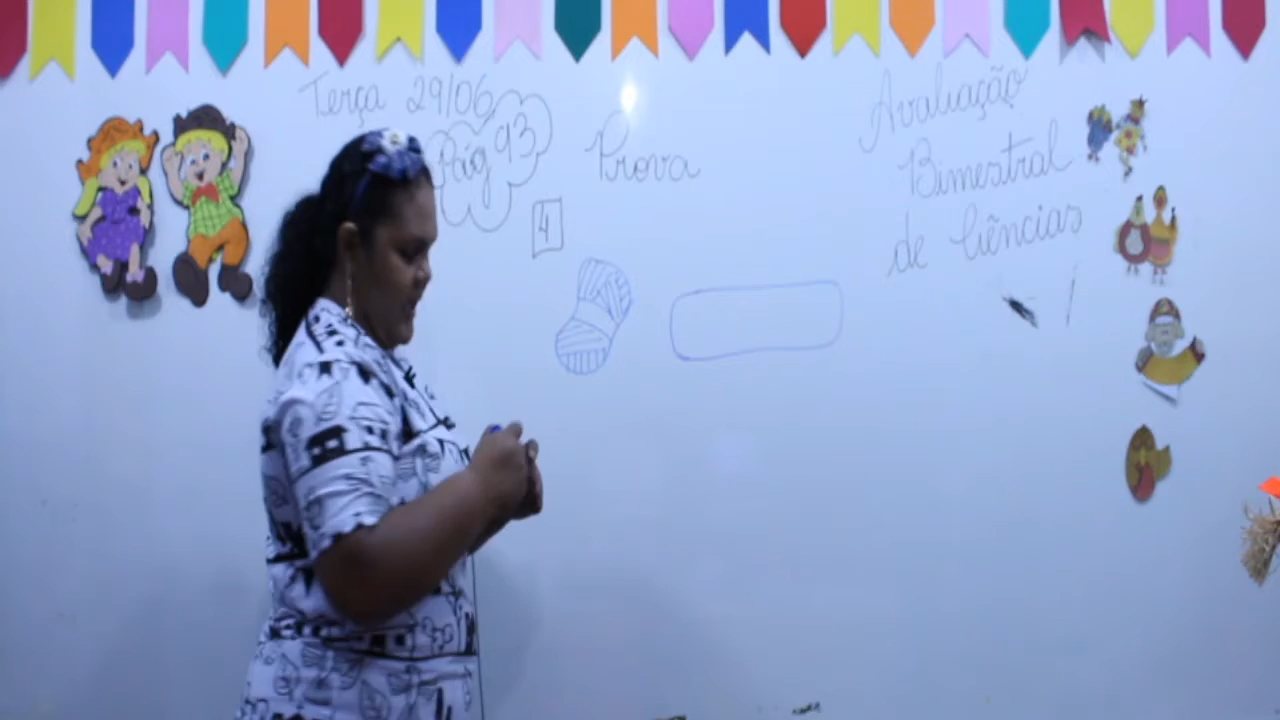 Terça 29/06
Pág 93
Prova
4
Avaliação
Bimestral
de Ciências